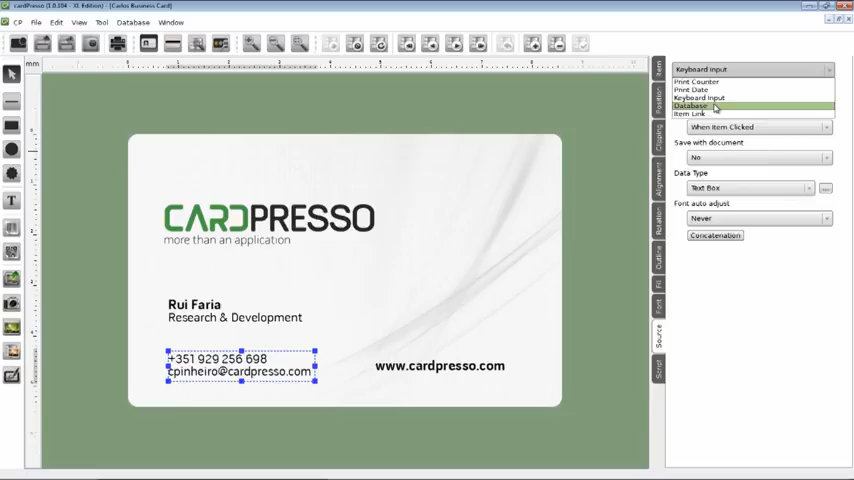 cardPresso (1.0.104 - XL Edition) - [Carlos Business Card]
CP File Edit View Tool Database Window
mm
Item
Position
Clipping
Alignment
Rotation
Outline
Fill
Font
Source
Script
Keyboard Input
Print Counter
Print Date
Keyboard Input
Database
Item Link
When Item Clicked
Save with document
No
Data Type
Text Box
...
Font auto adjust
Never
Concatenation
CARDPRESSO
more than an application
Rui Faria
Research & Development
+351 929 256 698
cpinheiro@cardpresso.com
www.cardpresso.com